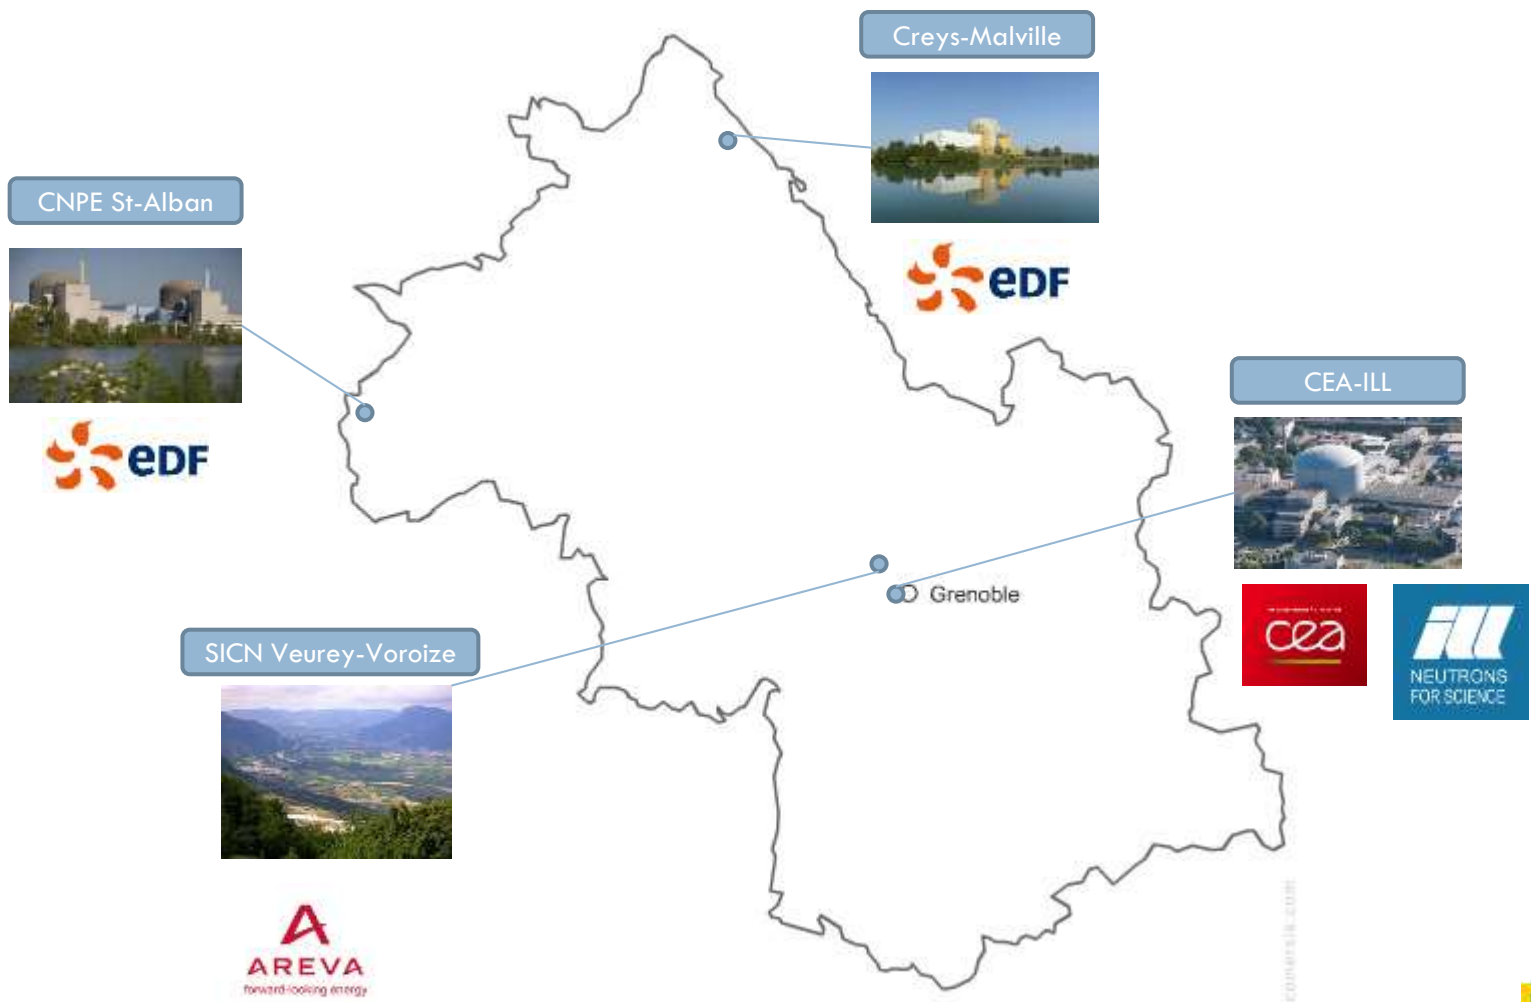 Creys-Malville
eDF
CNPE St-Alban
eDF
CEA-ILL
cea
ill
NEUTRONS
FOR SCIENCE
Grenoble
SICN Veurey-Voroize
AREVA
forward-looking energy